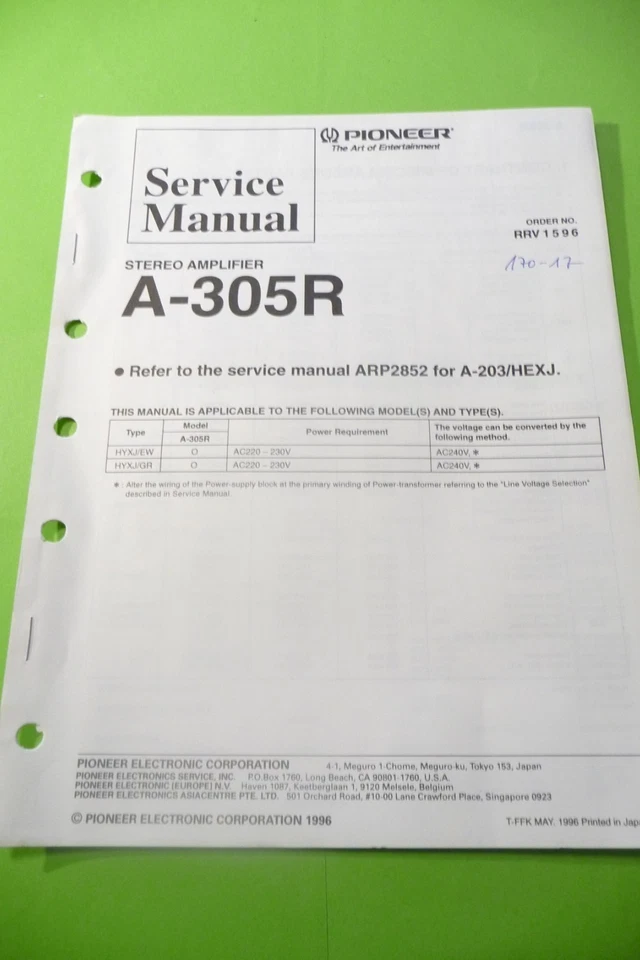 PIONEER
The Art of Entertainment
Service
Manual
ORDER NO.
RRV1596
170-17
STEREO AMPLIFIER
A-305R
● Refer to the service manual ARP2852 for A-203/HEXJ.
THIS MANUAL IS APPLICABLE TO THE FOLLOWING MODEL(S) AND TYPE(S).
Type Model Power Requirement The voltage can be converted by the following method.
A-305R
HYXJ/EW O AC220 – 230V AC240V, ✱
HYXJ/GR O AC220 – 230V AC240V, ✱
✱ : Alter the wiring of the Power-supply block at the primary winding of Power-transformer referring to the "Line Voltage Selection"
described in Service Manual.
PIONEER ELECTRONIC CORPORATION 4-1, Meguro 1-Chome, Meguro-ku, Tokyo 153, Japan
PIONEER ELECTRONICS SERVICE, INC. P.O.Box 1760, Long Beach, CA 90801-1760, U.S.A.
PIONEER ELECTRONIC [EUROPE] N.V. Haven 1087, Keetberglaan 1, 9120 Melsele, Belgium
PIONEER ELECTRONICS ASIACENTRE PTE. LTD. 501 Orchard Road, #10-00 Lane Crawford Place, Singapore 0923
© PIONEER ELECTRONIC CORPORATION 1996
T-FFK MAY. 1996 Printed in Japa